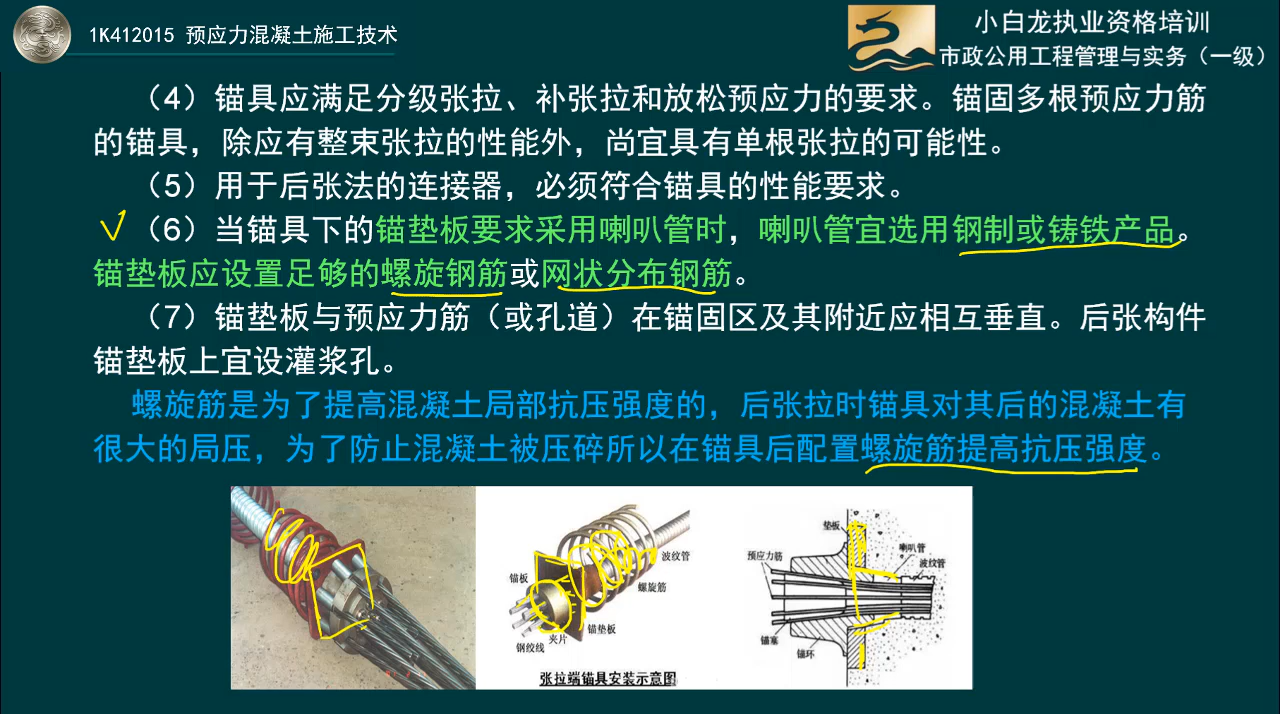 1K412015 预应力混凝土施工技术
小白龙执业资格培训
市政公用工程管理与实务（一级）
（4）锚具应满足分级张拉、补张拉和放松预应力的要求。锚固多根预应力筋
的锚具，除应有整束张拉的性能外，尚宜具有单根张拉的可能性。
（5）用于后张法的连接器，必须符合锚具的性能要求。
（6）当锚具下的锚垫板要求采用喇叭管时，喇叭管宜选用钢制或铸铁产品。
锚垫板应设置足够的螺旋钢筋或网状分布钢筋。
（7）锚垫板与预应力筋（或孔道）在锚固区及其附近应相互垂直。后张构件
锚垫板上宜设灌浆孔。
螺旋筋是为了提高混凝土局部抗压强度的，后张拉时锚具对其后的混凝土有
很大的局压，为了防止混凝土被压碎所以在锚具后配置螺旋筋提高抗压强度。
波纹管
锚板
螺旋筋
锚垫板
夹片
钢绞线
张拉端锚具安装示意图
垫板
喇叭管
预应力筋
波纹管
锚塞
锚环